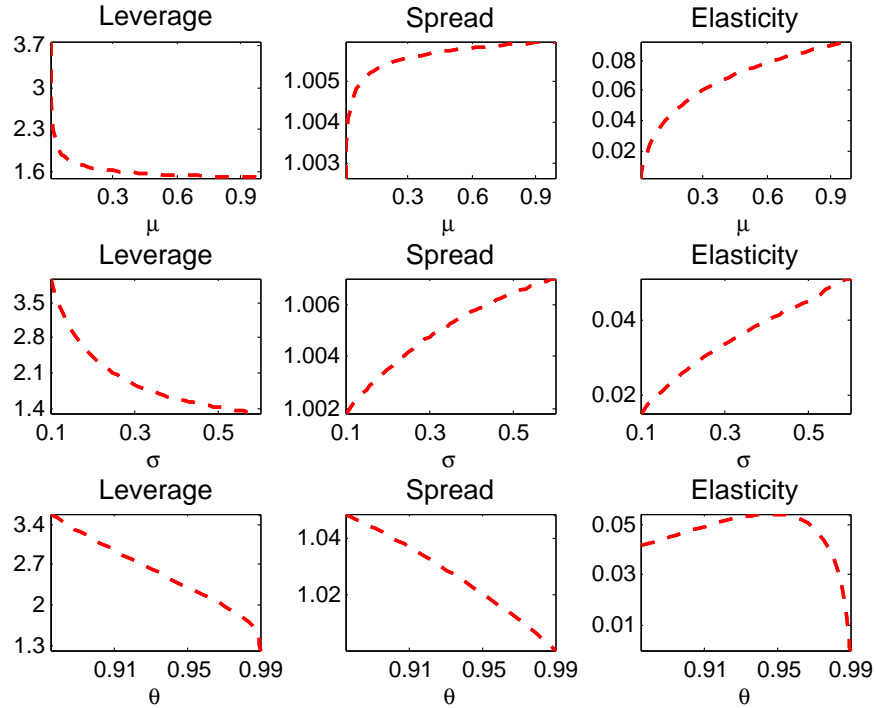 Leverage Spread Elasticity
3.7
3
2.3
1.6
0.3 0.6 0.9
μ
1.005
1.004
1.003
0.3 0.6 0.9
μ
0.08
0.06
0.04
0.02
0.3 0.6 0.9
μ
Leverage Spread Elasticity
3.5
2.8
2.1
1.4
0.1 0.3 0.5
σ
1.006
1.004
1.002
0.1 0.3 0.5
σ
0.04
0.02
0.1 0.3 0.5
σ
Leverage Spread Elasticity
3.4
2.7
2
1.3
0.91 0.95 0.99
θ
1.04
1.02
0.91 0.95 0.99
θ
0.05
0.03
0.01
0.91 0.95 0.99
θ